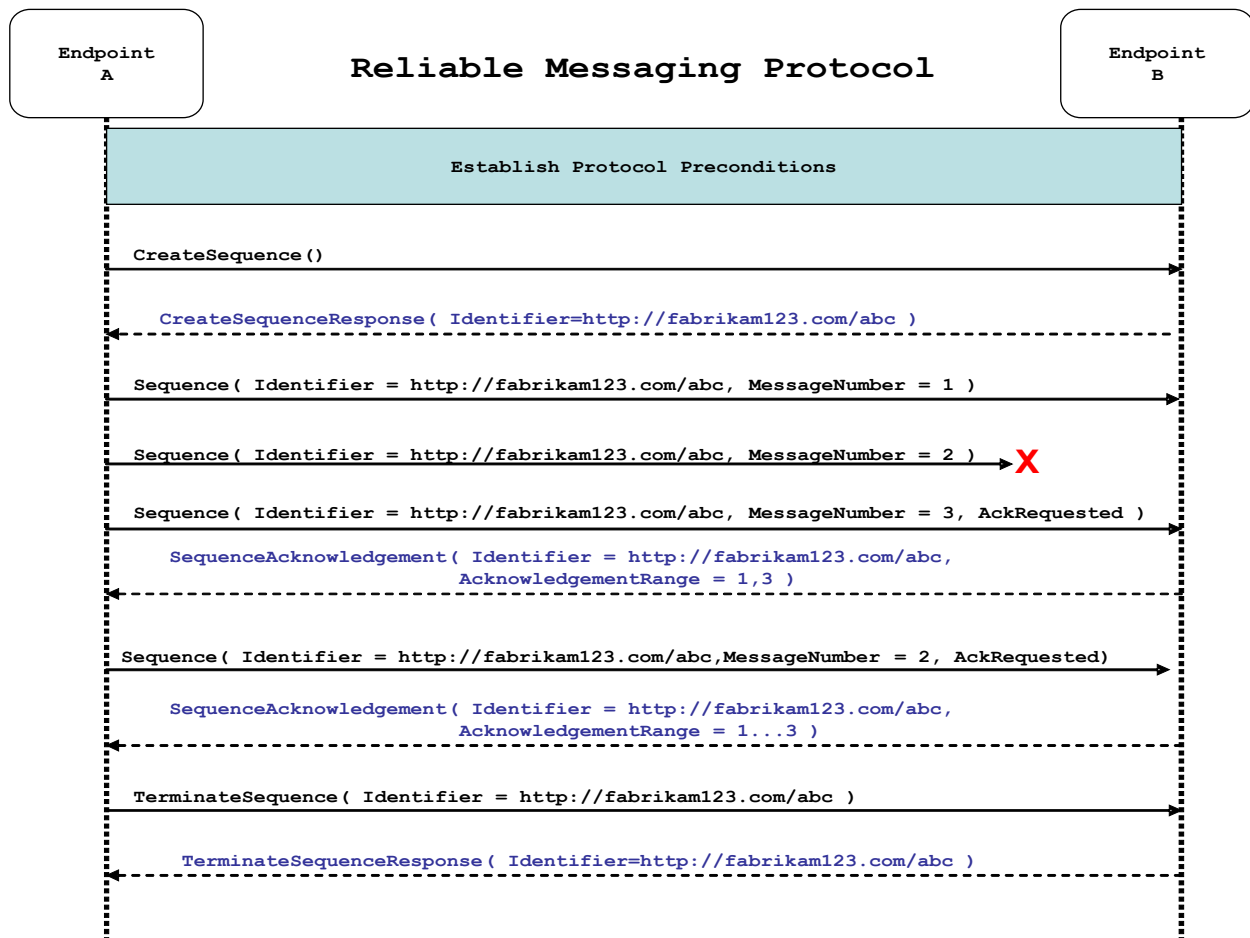 Endpoint
A
Reliable Messaging Protocol
Endpoint
B
Establish Protocol Preconditions
CreateSequence()
CreateSequenceResponse( Identifier=http://fabrikam123.com/abc )
Sequence( Identifier = http://fabrikam123.com/abc, MessageNumber = 1 )
Sequence( Identifier = http://fabrikam123.com/abc, MessageNumber = 2 )
X
Sequence( Identifier = http://fabrikam123.com/abc, MessageNumber = 3, AckRequested )
SequenceAcknowledgement( Identifier = http://fabrikam123.com/abc,
AcknowledgementRange = 1,3 )
Sequence( Identifier = http://fabrikam123.com/abc,MessageNumber = 2, AckRequested)
SequenceAcknowledgement( Identifier = http://fabrikam123.com/abc,
AcknowledgementRange = 1...3 )
TerminateSequence( Identifier = http://fabrikam123.com/abc )
TerminateSequenceResponse( Identifier=http://fabrikam123.com/abc )